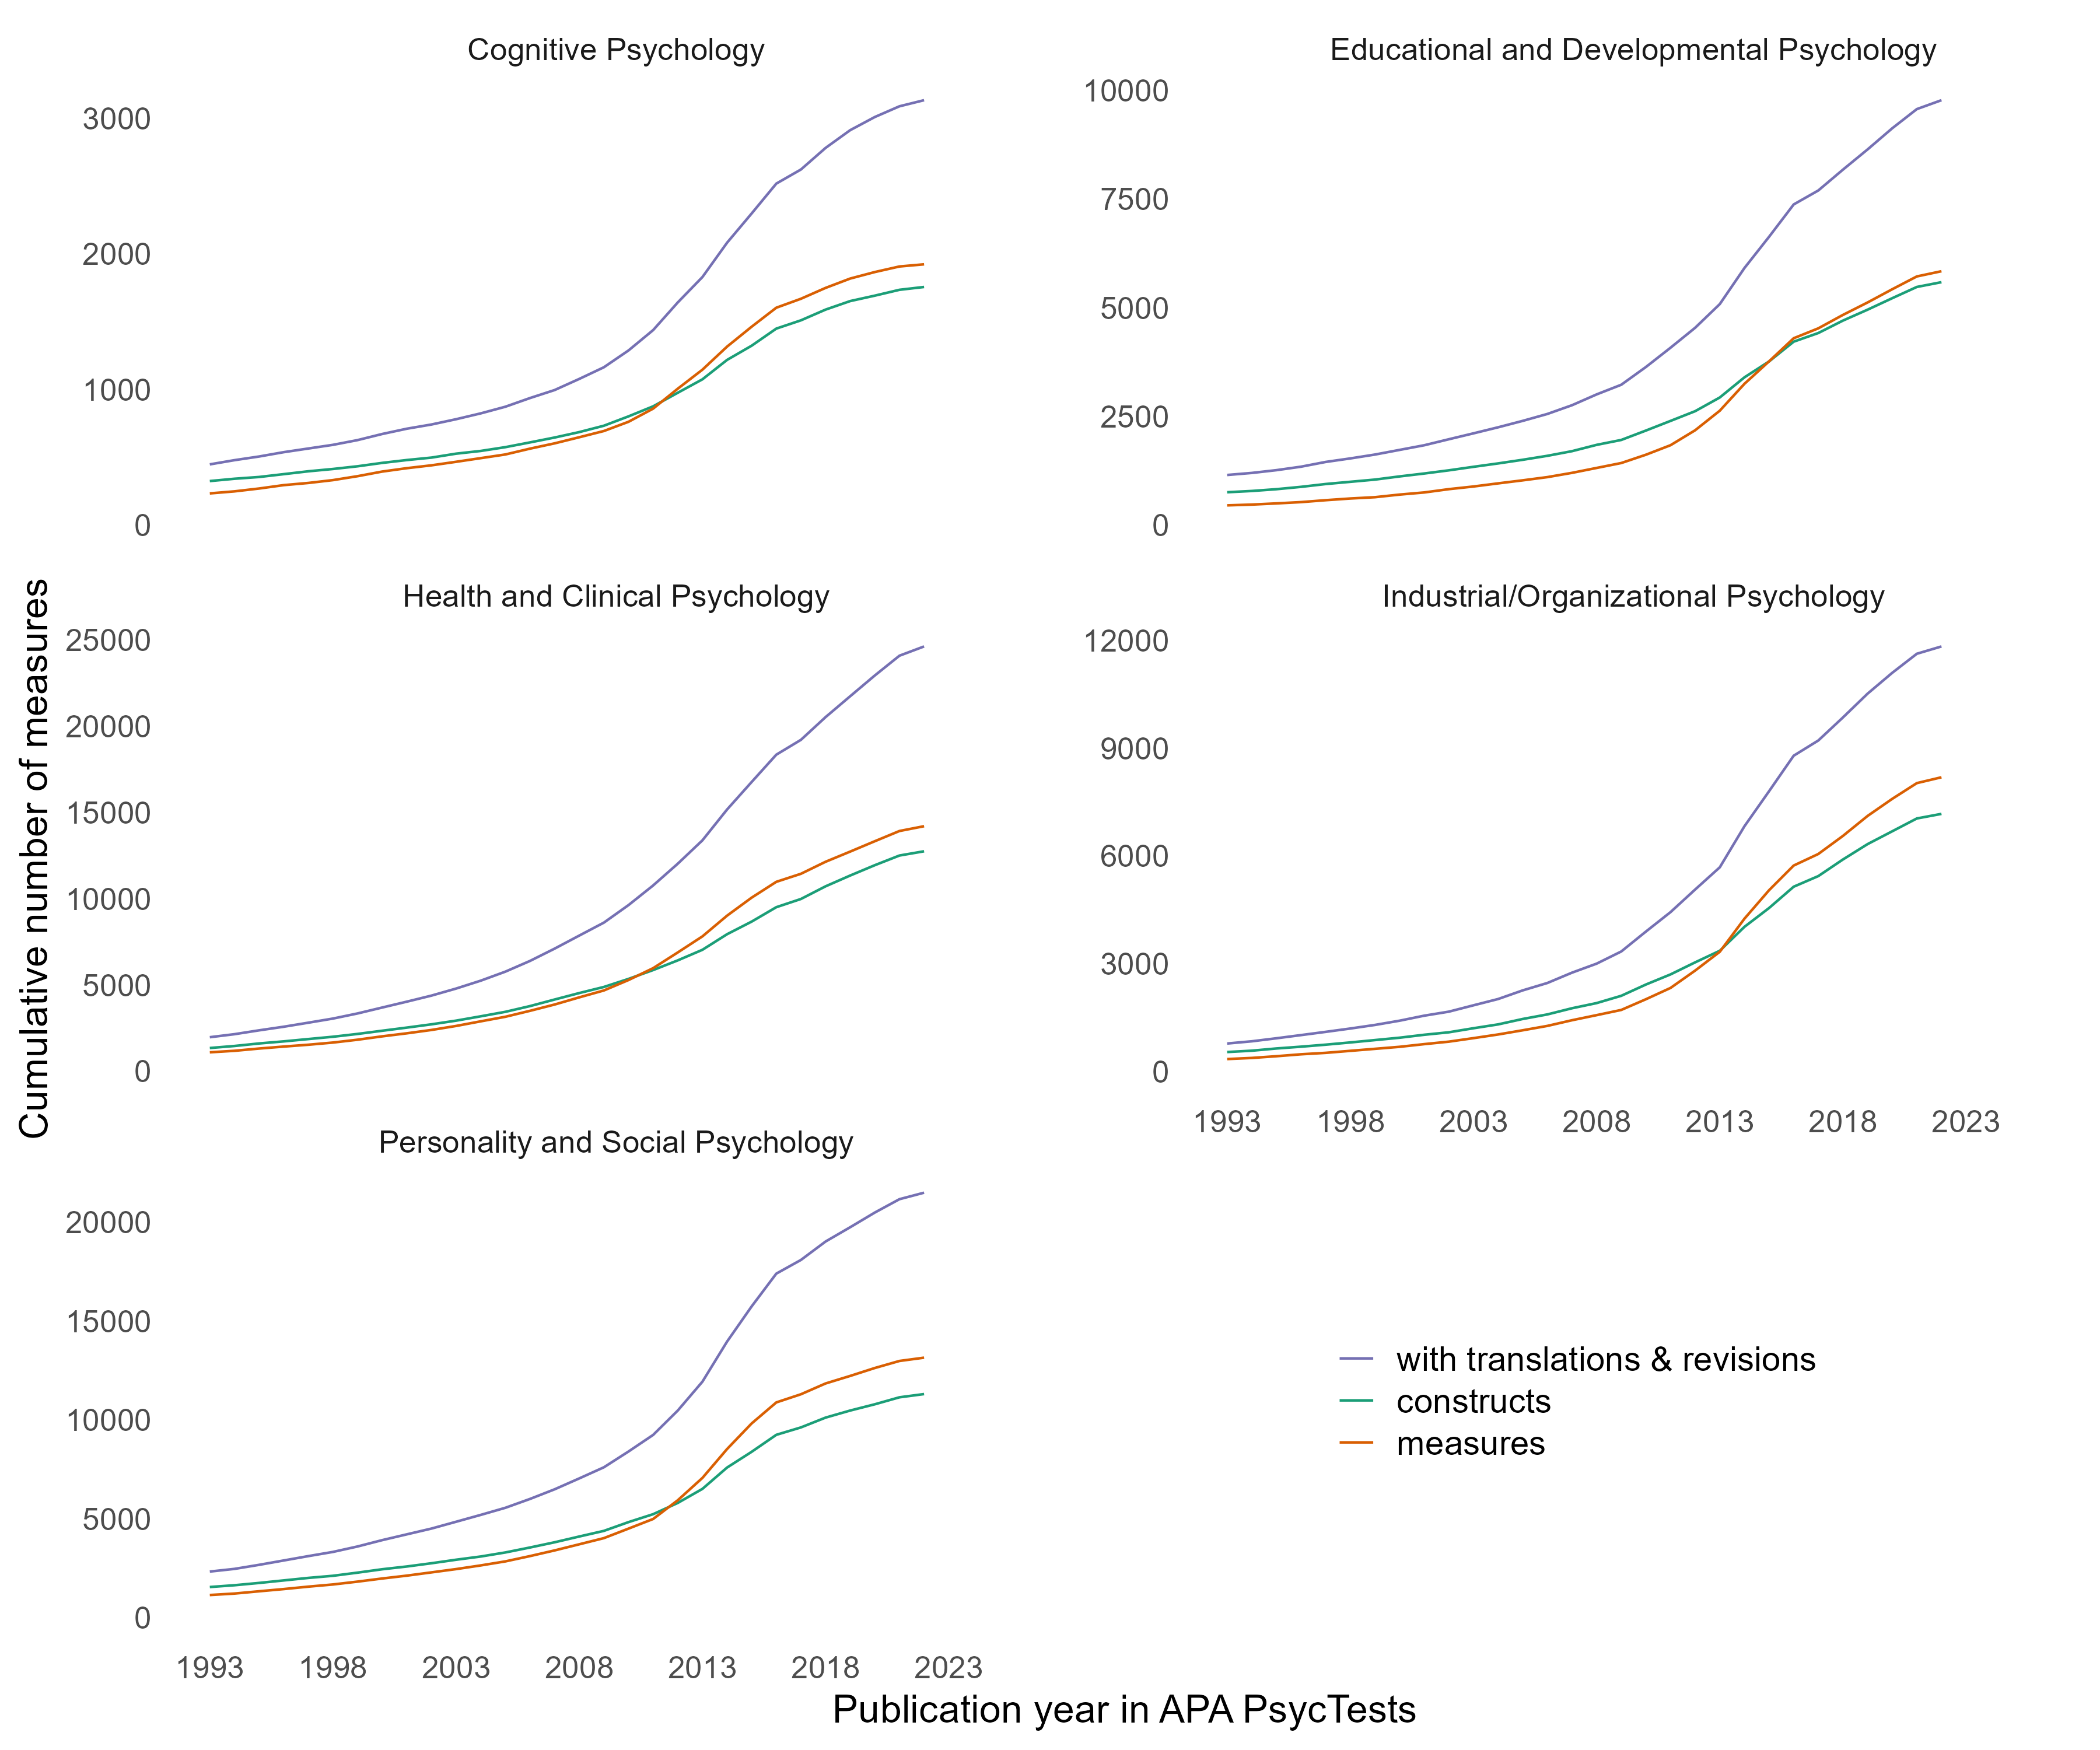 Cognitive Psychology
3000
2000
1000
0
Educational and Developmental Psychology
10000
7500
5000
2500
0
Cumulative number of measures
Health and Clinical Psychology
25000
20000
15000
10000
5000
0
Industrial/Organizational Psychology
12000
9000
6000
3000
0
1993 1998 2003 2008 2013 2018 2023
Personality and Social Psychology
20000
15000
10000
5000
0
1993 1998 2003 2008 2013 2018 2023
with translations & revisions
constructs
measures
Publication year in APA PsycTests